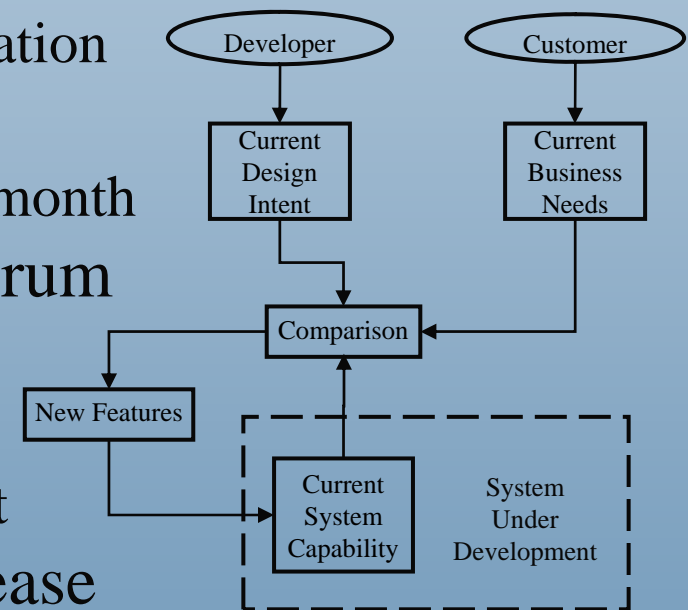 ation
month
rum
t
ease
Developer
Customer
Current
Design
Intent
Current
Business
Needs
Comparison
New Features
Current
System
Capability
System
Under
Development